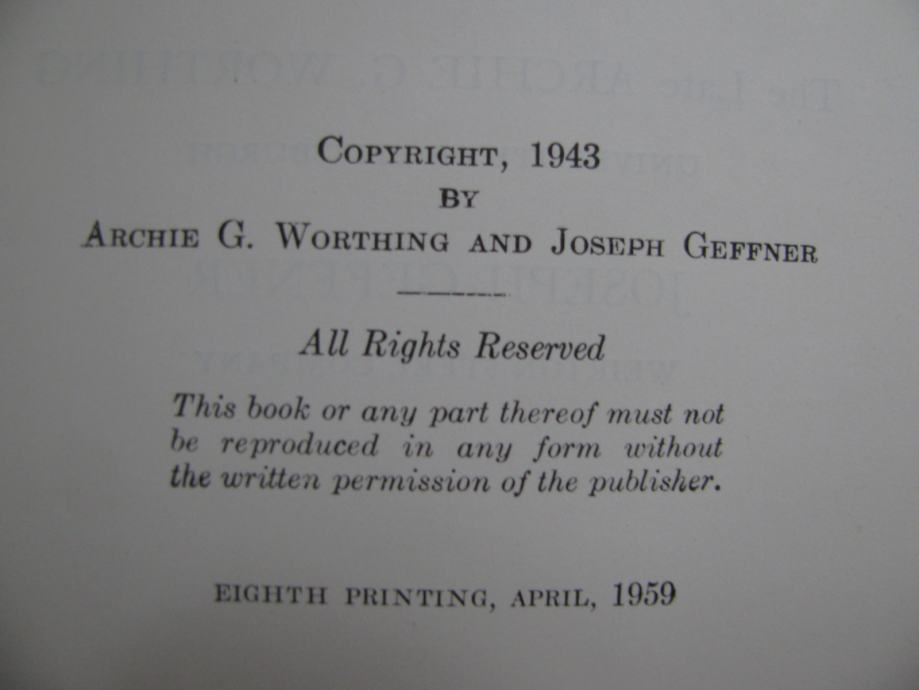 COPYRIGHT, 1943
BY
ARCHIE G. WORTHING AND JOSEPH GEFFNER
All Rights Reserved
This book or any part thereof must not
be reproduced in any form without
the written permission of the publisher.
EIGHTH PRINTING, APRIL, 1959